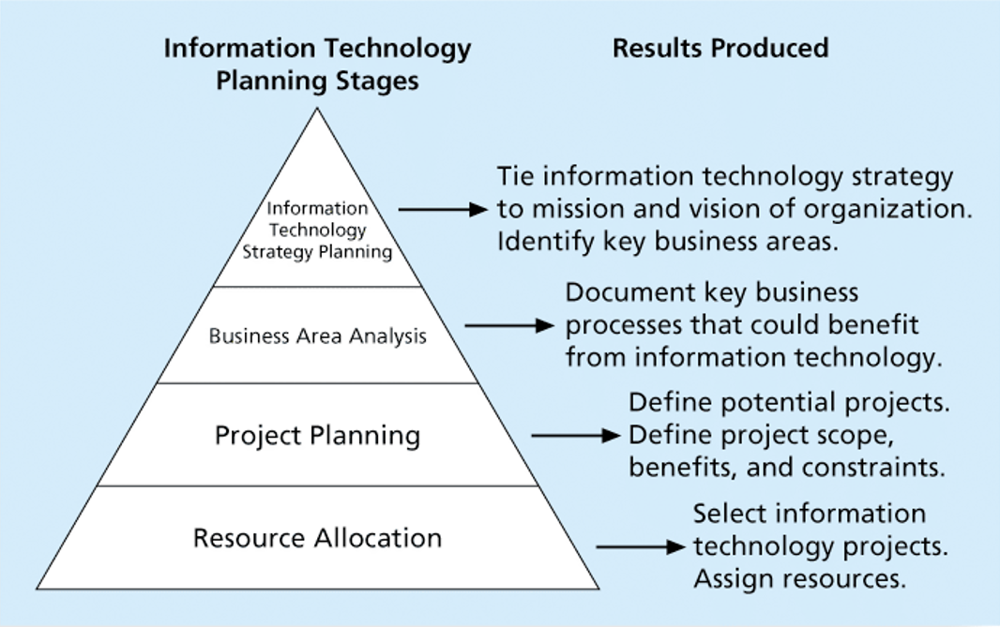 Information Technology
Planning Stages
Results Produced
Information
Technology
Strategy Planning
Tie information technology strategy
to mission and vision of organization.
Identify key business areas.
Business Area Analysis
Document key business
processes that could benefit
from information technology.
Project Planning
Define potential projects.
Define project scope,
benefits, and constraints.
Resource Allocation
Select information
technology projects.
Assign resources.